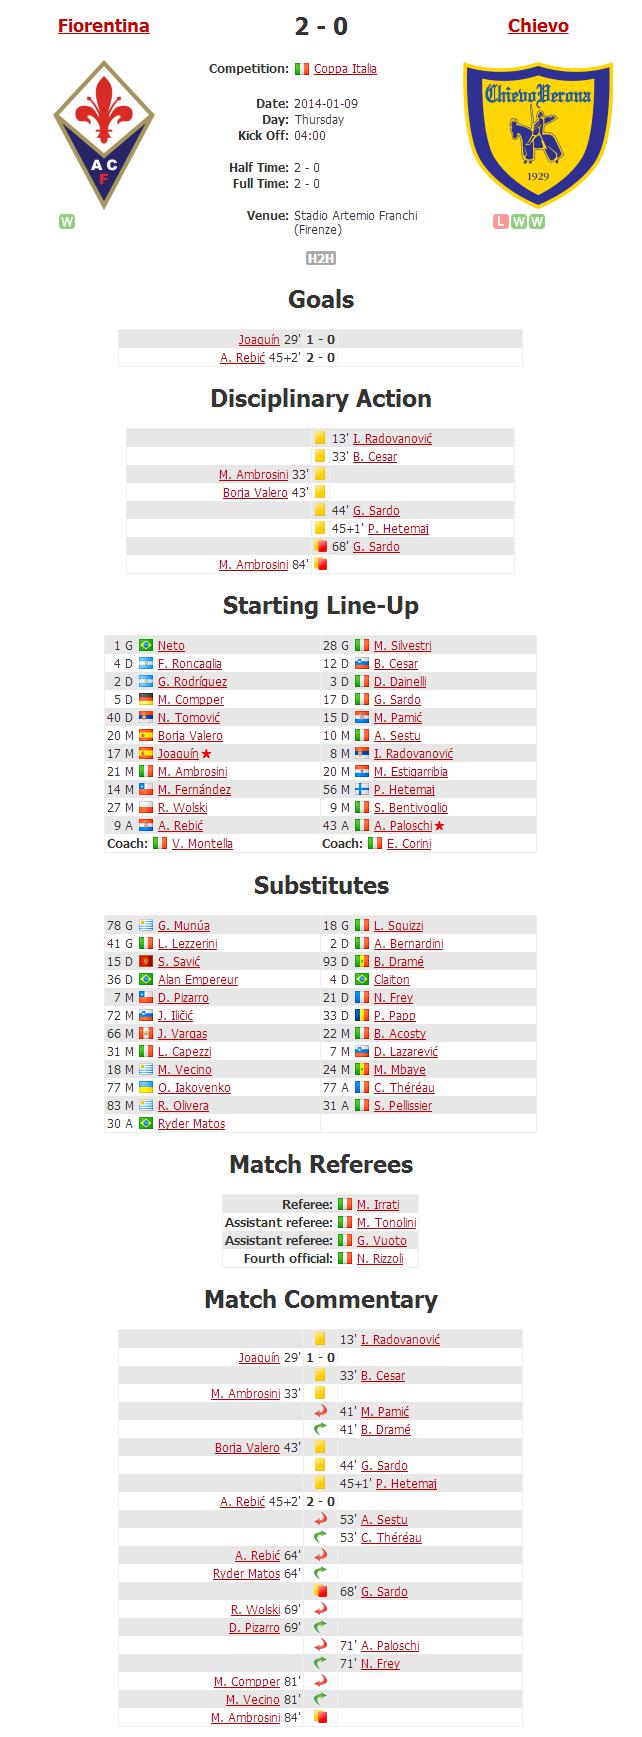 Fiorentina 2 - 0 Chievo
Competition: Coppa Italia
ChievoVerona
Date: 2014-01-09
Day: Thursday
Kick Off: 04:00
A C
F
1929
Half Time: 2 - 0
Full Time: 2 - 0
W
Venue: Stadio Artemio Franchi
(Firenze)
L W W
H2H
Goals
Joaquín 29' 1 - 0
A. Rebić 45+2' 2 - 0
Disciplinary Action
13' I. Radovanović
33' B. Cesar
M. Ambrosini 33'
Borja Valero 43'
44' G. Sardo
45+1' P. Hetemaj
68' G. Sardo
M. Ambrosini 84'
Starting Line-Up
1 G Neto 28 G M. Silvestri
4 D F. Roncaglia 12 D B. Cesar
2 D G. Rodríguez 3 D D. Dainelli
5 D M. Compper 17 D G. Sardo
40 D N. Tomović 15 D M. Pamić
20 M Borja Valero 10 M A. Sestu
17 M Joaquín 8 M I. Radovanović
21 M M. Ambrosini 20 M M. Estigarribia
14 M M. Fernández 56 M P. Hetemaj
27 M R. Wolski 9 M S. Bentivoglio
9 A A. Rebić 43 A A. Paloschi
Coach: V. Montella Coach: E. Corini
Substitutes
78 G G. Munúa 18 G L. Squizzi
41 G L. Lezzerini 2 D A. Bernardini
15 D S. Savić 93 D B. Dramé
36 D Alan Empereur 4 D Claiton
7 M D. Pizarro 21 D N. Frey
72 M J. Iličić 33 D P. Papp
66 M J. Vargas 22 M B. Acosty
31 M L. Capezzi 7 M D. Lazarević
18 M M. Vecino 24 M M. Mbaye
77 M O. Iakovenko 77 A C. Théréau
83 M R. Olivera 31 A S. Pellissier
30 A Ryder Matos
Match Referees
Referee: M. Irrati
Assistant referee: M. Tonolini
Assistant referee: G. Vuoto
Fourth official: N. Rizzoli
Match Commentary
13' I. Radovanović
Joaquín 29' 1 - 0
33' B. Cesar
M. Ambrosini 33'
41' M. Pamić
41' B. Dramé
Borja Valero 43'
44' G. Sardo
45+1' P. Hetemaj
A. Rebić 45+2' 2 - 0
53' A. Sestu
53' C. Théréau
A. Rebić 64'
Ryder Matos 64'
68' G. Sardo
R. Wolski 69'
D. Pizarro 69'
71' A. Paloschi
71' N. Frey
M. Compper 81'
M. Vecino 81'
M. Ambrosini 84'